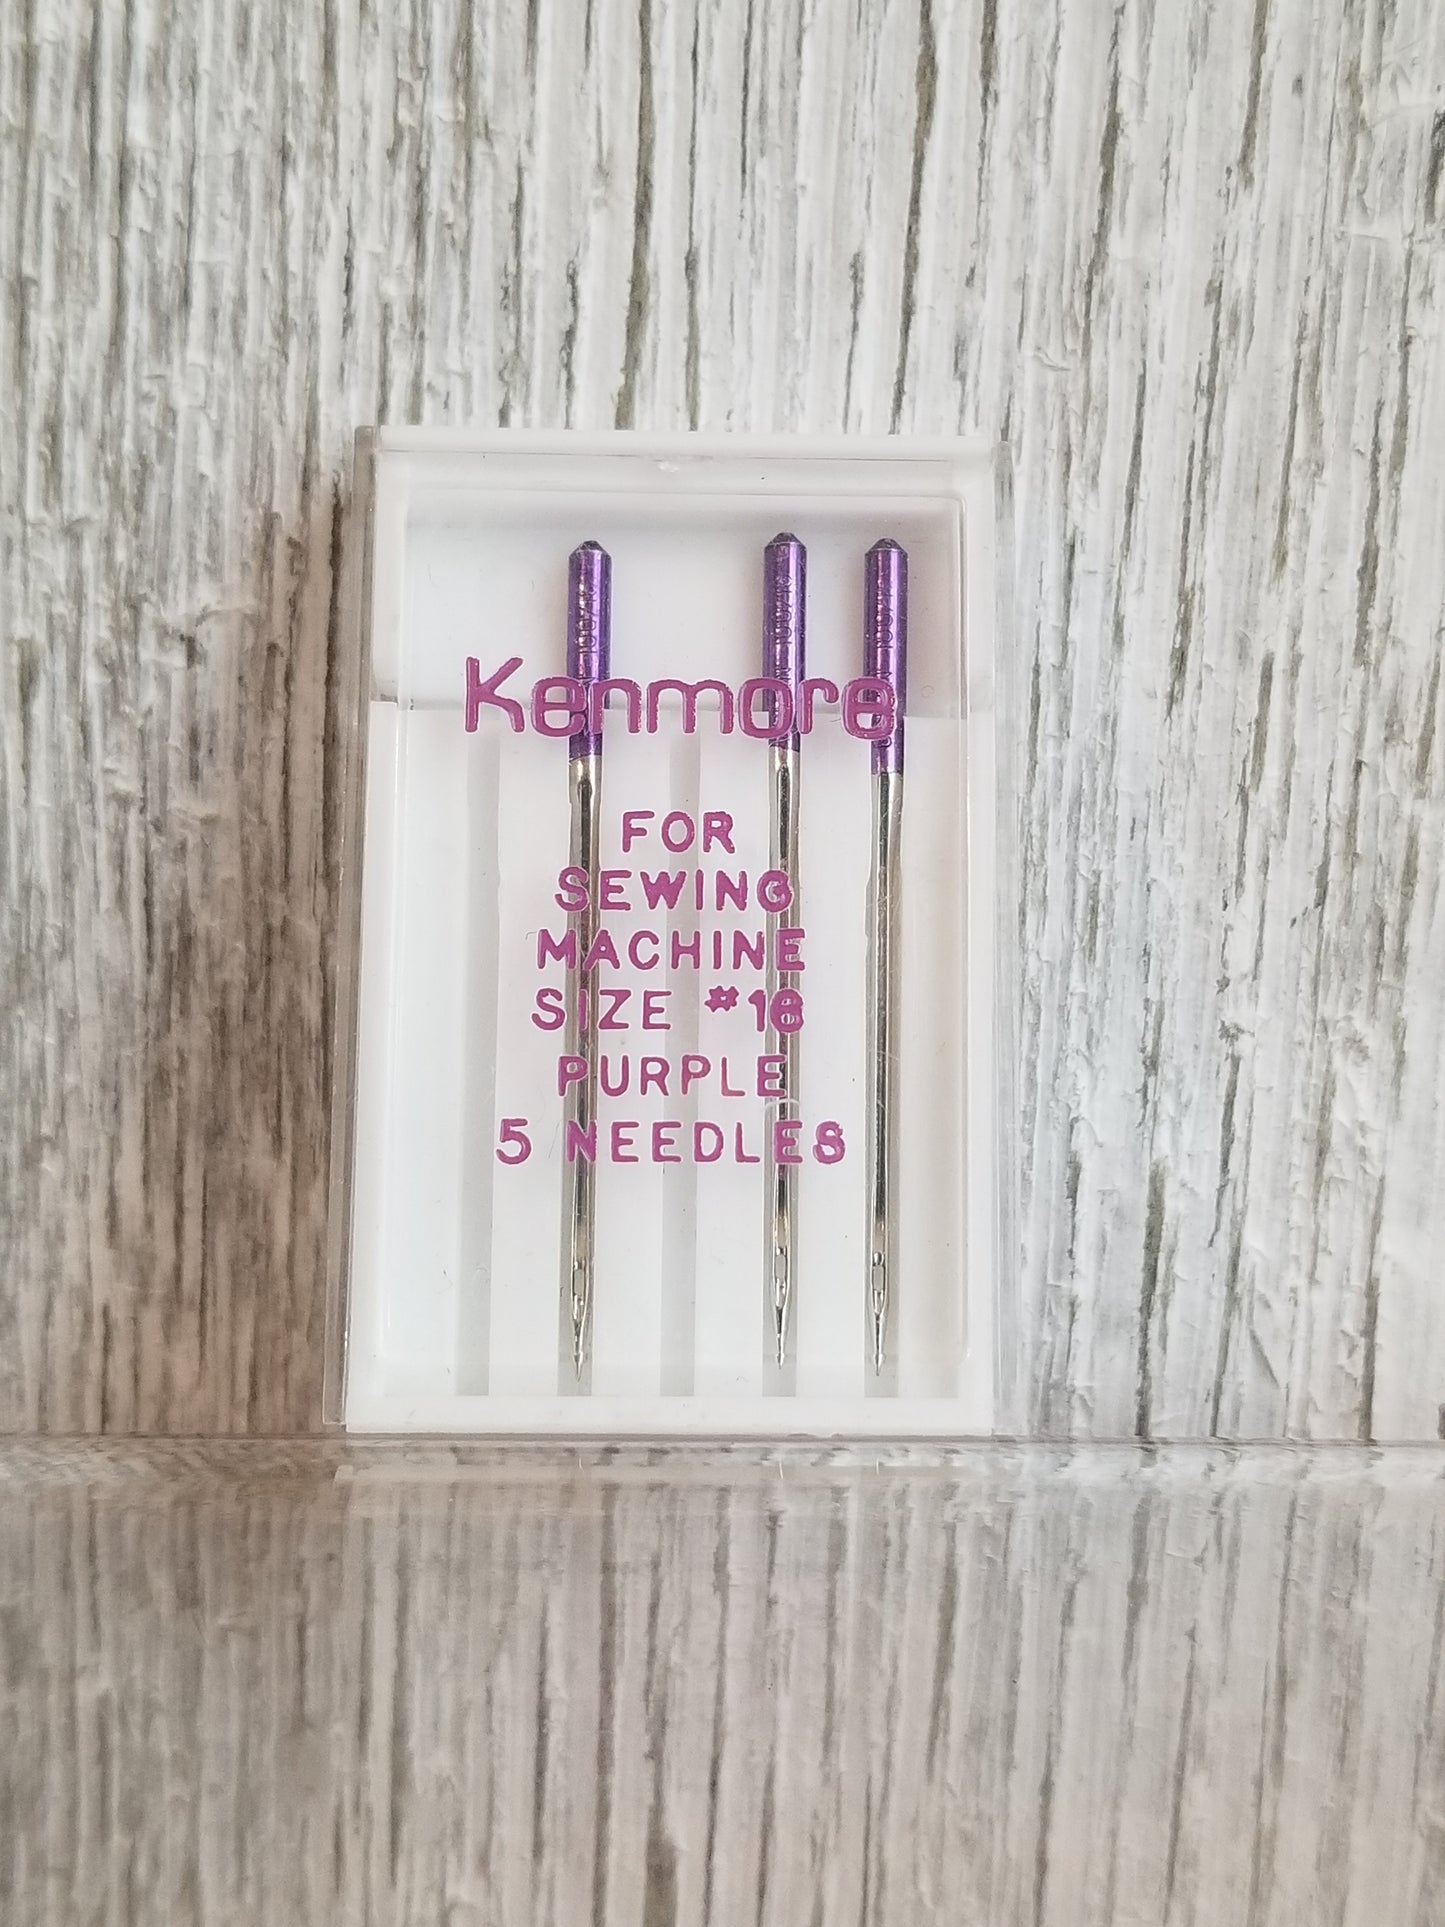 Kenmore
FOR
SEWING
MACHINE
SIZE #16
PURPLE
5 NEEDLES